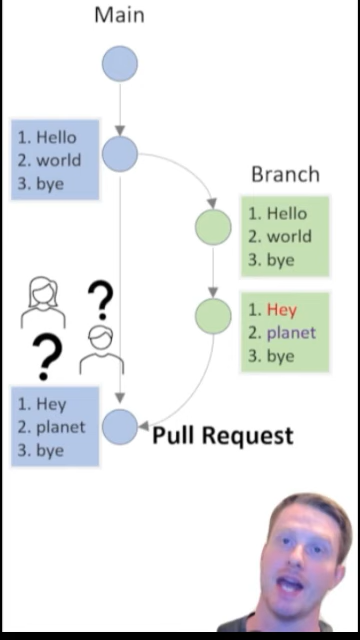 Main
1. Hello
2. world
3. bye
Branch
1. Hello
2. world
3. bye
1. Hey
2. planet
3. bye
?
?
1. Hey
2. planet
3. bye
Pull Request